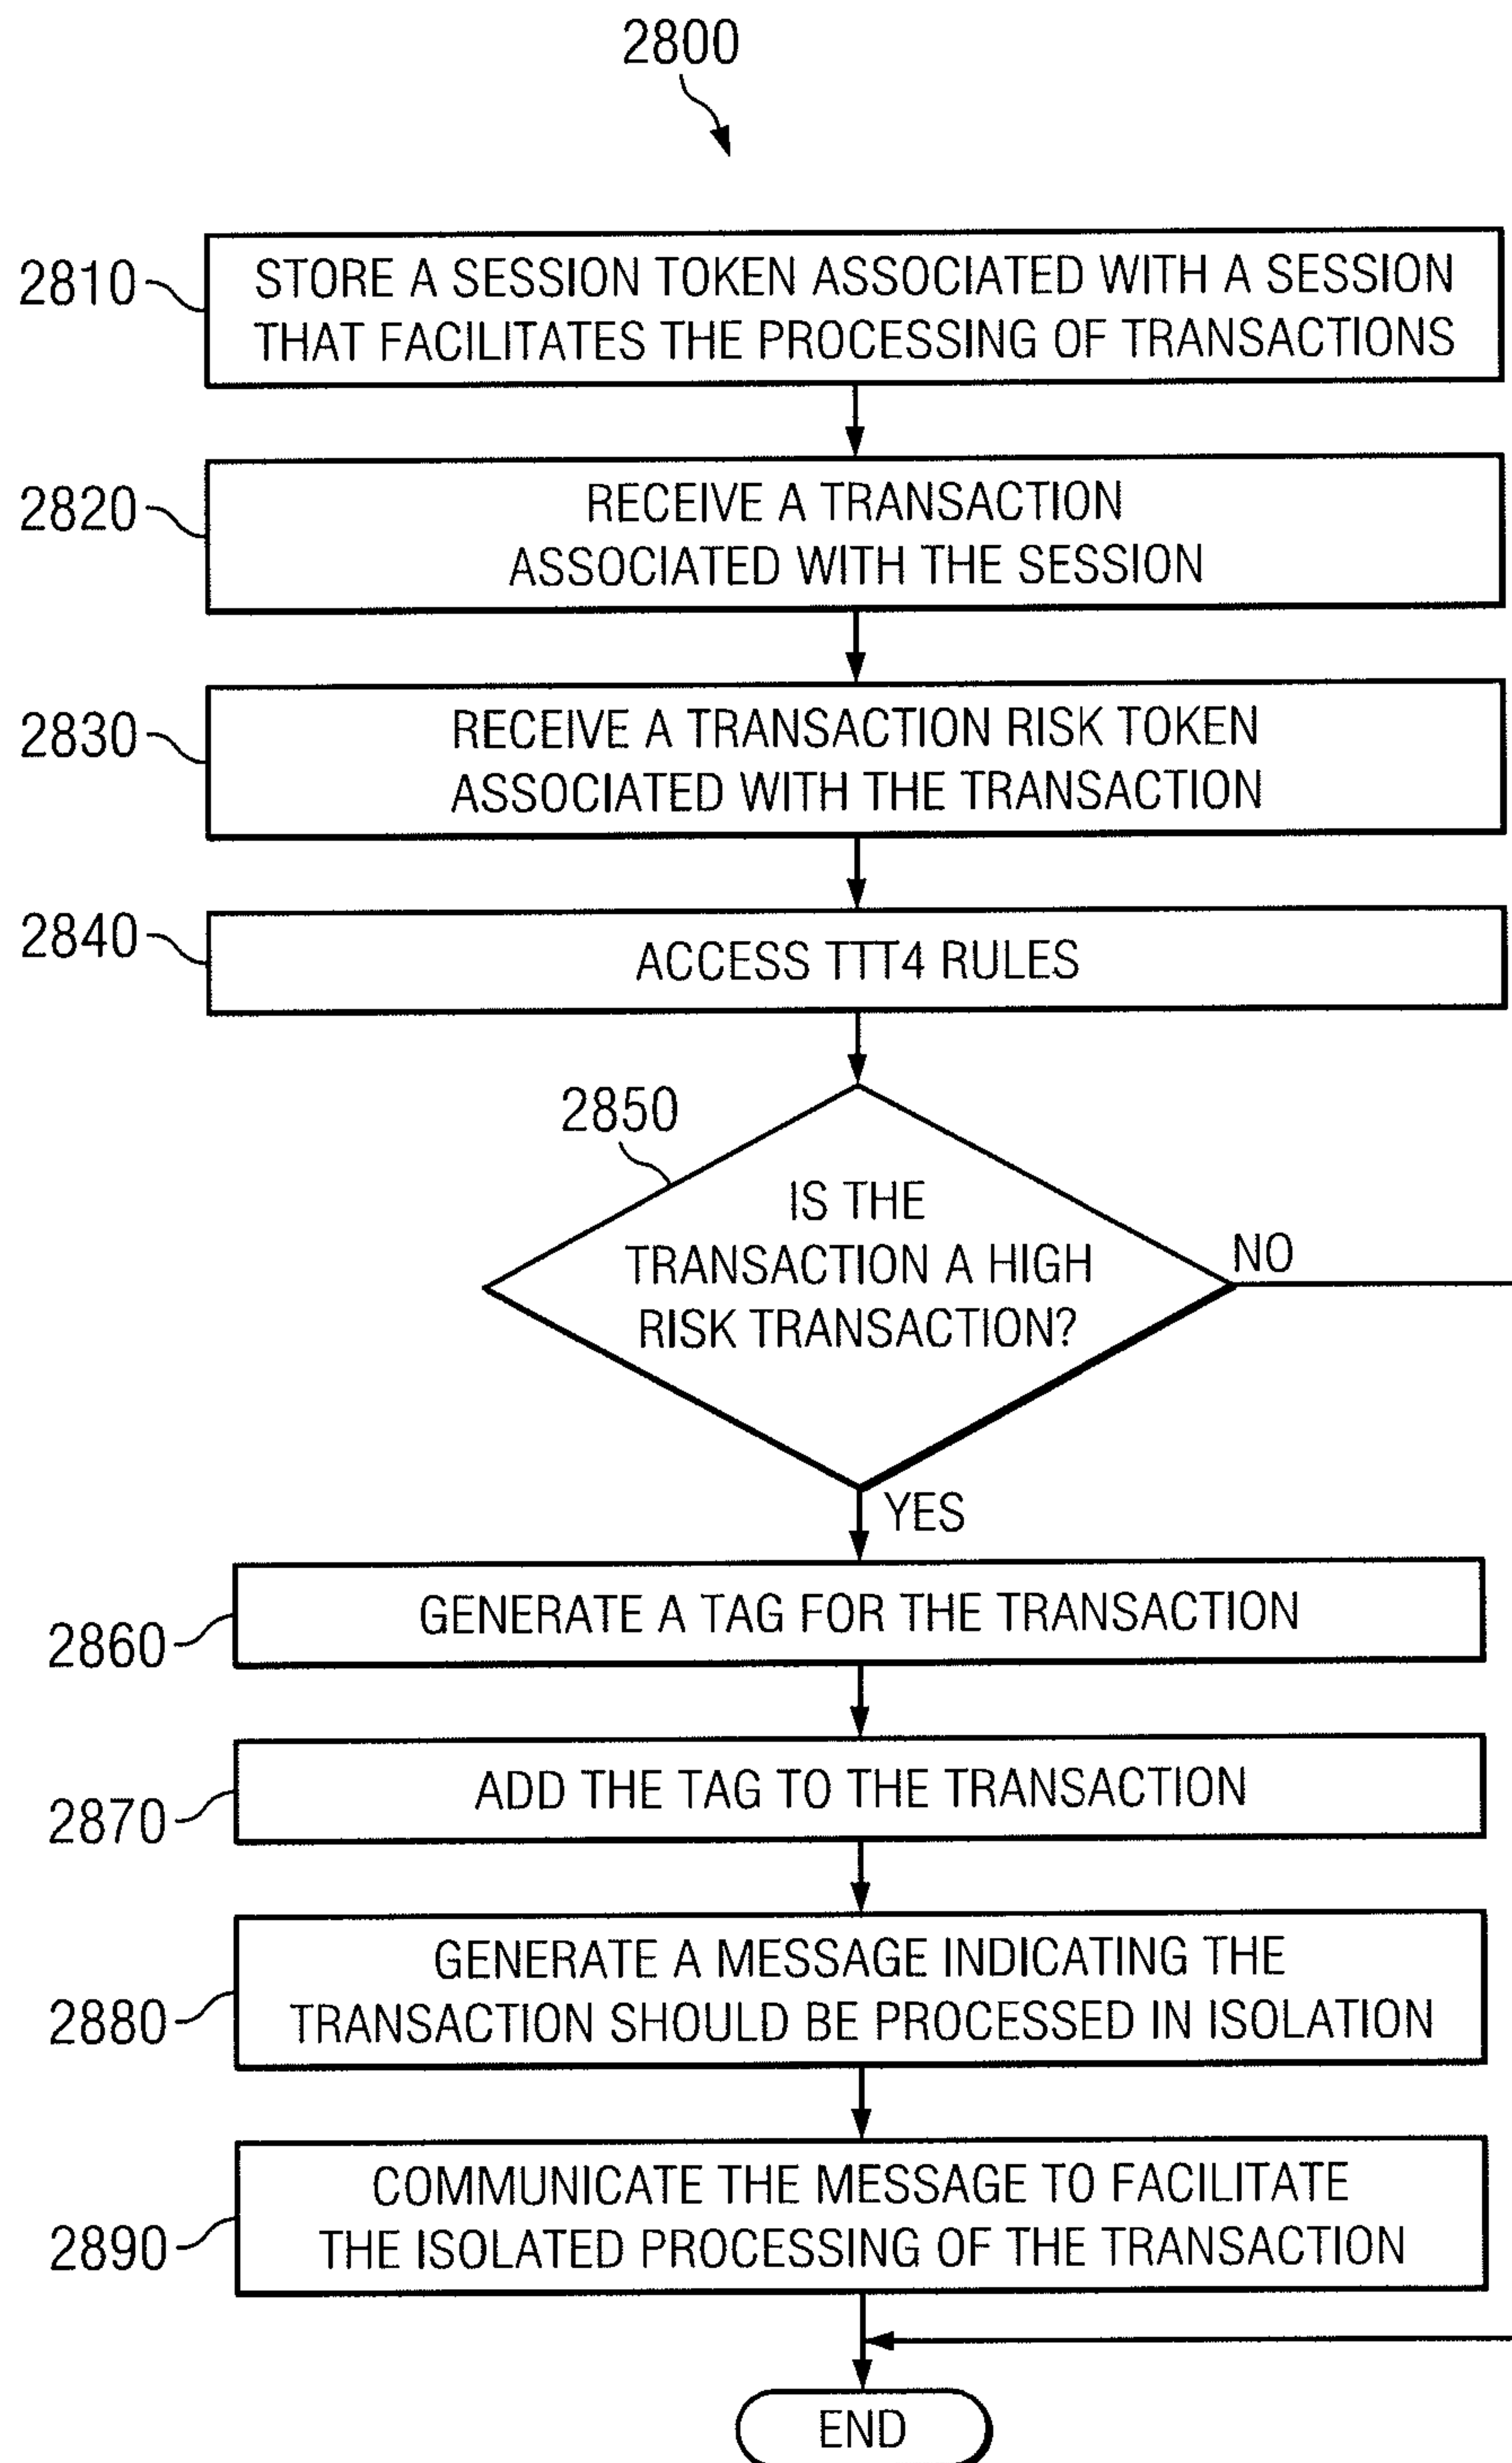 2800
2810
STORE A SESSION TOKEN ASSOCIATED WITH A SESSION
THAT FACILITATES THE PROCESSING OF TRANSACTIONS
2820
RECEIVE A TRANSACTION
ASSOCIATED WITH THE SESSION
2830
RECEIVE A TRANSACTION RISK TOKEN
ASSOCIATED WITH THE TRANSACTION
2840
ACCESS TTT4 RULES
2850
IS THE
TRANSACTION A HIGH
RISK TRANSACTION?
NO
YES
2860
GENERATE A TAG FOR THE TRANSACTION
2870
ADD THE TAG TO THE TRANSACTION
2880
GENERATE A MESSAGE INDICATING THE
TRANSACTION SHOULD BE PROCESSED IN ISOLATION
2890
COMMUNICATE THE MESSAGE TO FACILITATE
THE ISOLATED PROCESSING OF THE TRANSACTION
END